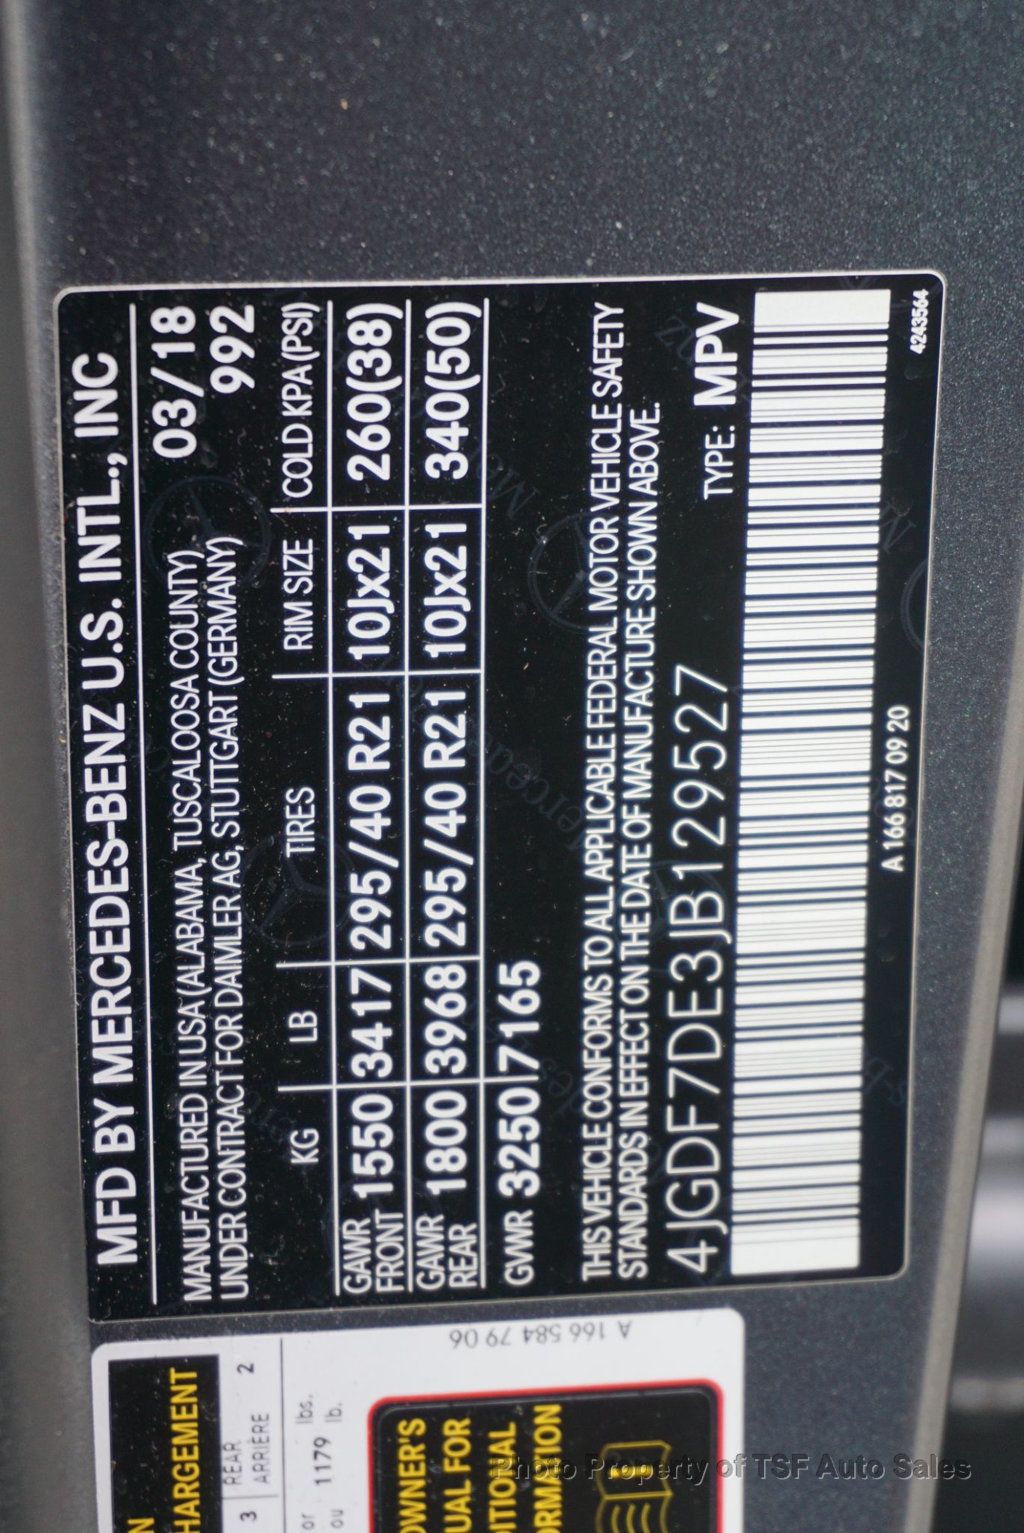 MFD BY MERCEDES-BENZ U.S. INTL., INC
MANUFACTURED IN USA (ALABAMA, TUSCALOOSA COUNTY) 03/18
UNDER CONTRACT FOR DAIMLER AG, STUTTGART (GERMANY) 992
KG LB TIRES RIM SIZE COLD KPA (PSI)
GAWR
FRONT 1550 3417 295/40 R21 10Jx21 260(38)
GAWR
REAR 1800 3968 295/40 R21 10Jx21 340(50)
GVWR 3250 7165
THIS VEHICLE CONFORMS TO ALL APPLICABLE FEDERAL MOTOR VEHICLE SAFETY
STANDARDS IN EFFECT ON THE DATE OF MANUFACTURE SHOWN ABOVE.
4JGDF7DE3JB129527 TYPE: MPV
A 166 817 09 20
4243564
A 166 584 79 06
HARGEMENT
3 REAR
ARRIÈRE 2
or
ou 1179 lbs.
lb.
OWNER'S
UAL FOR
DITIONAL
ORMATION
Photo Property of TSF Auto Sales